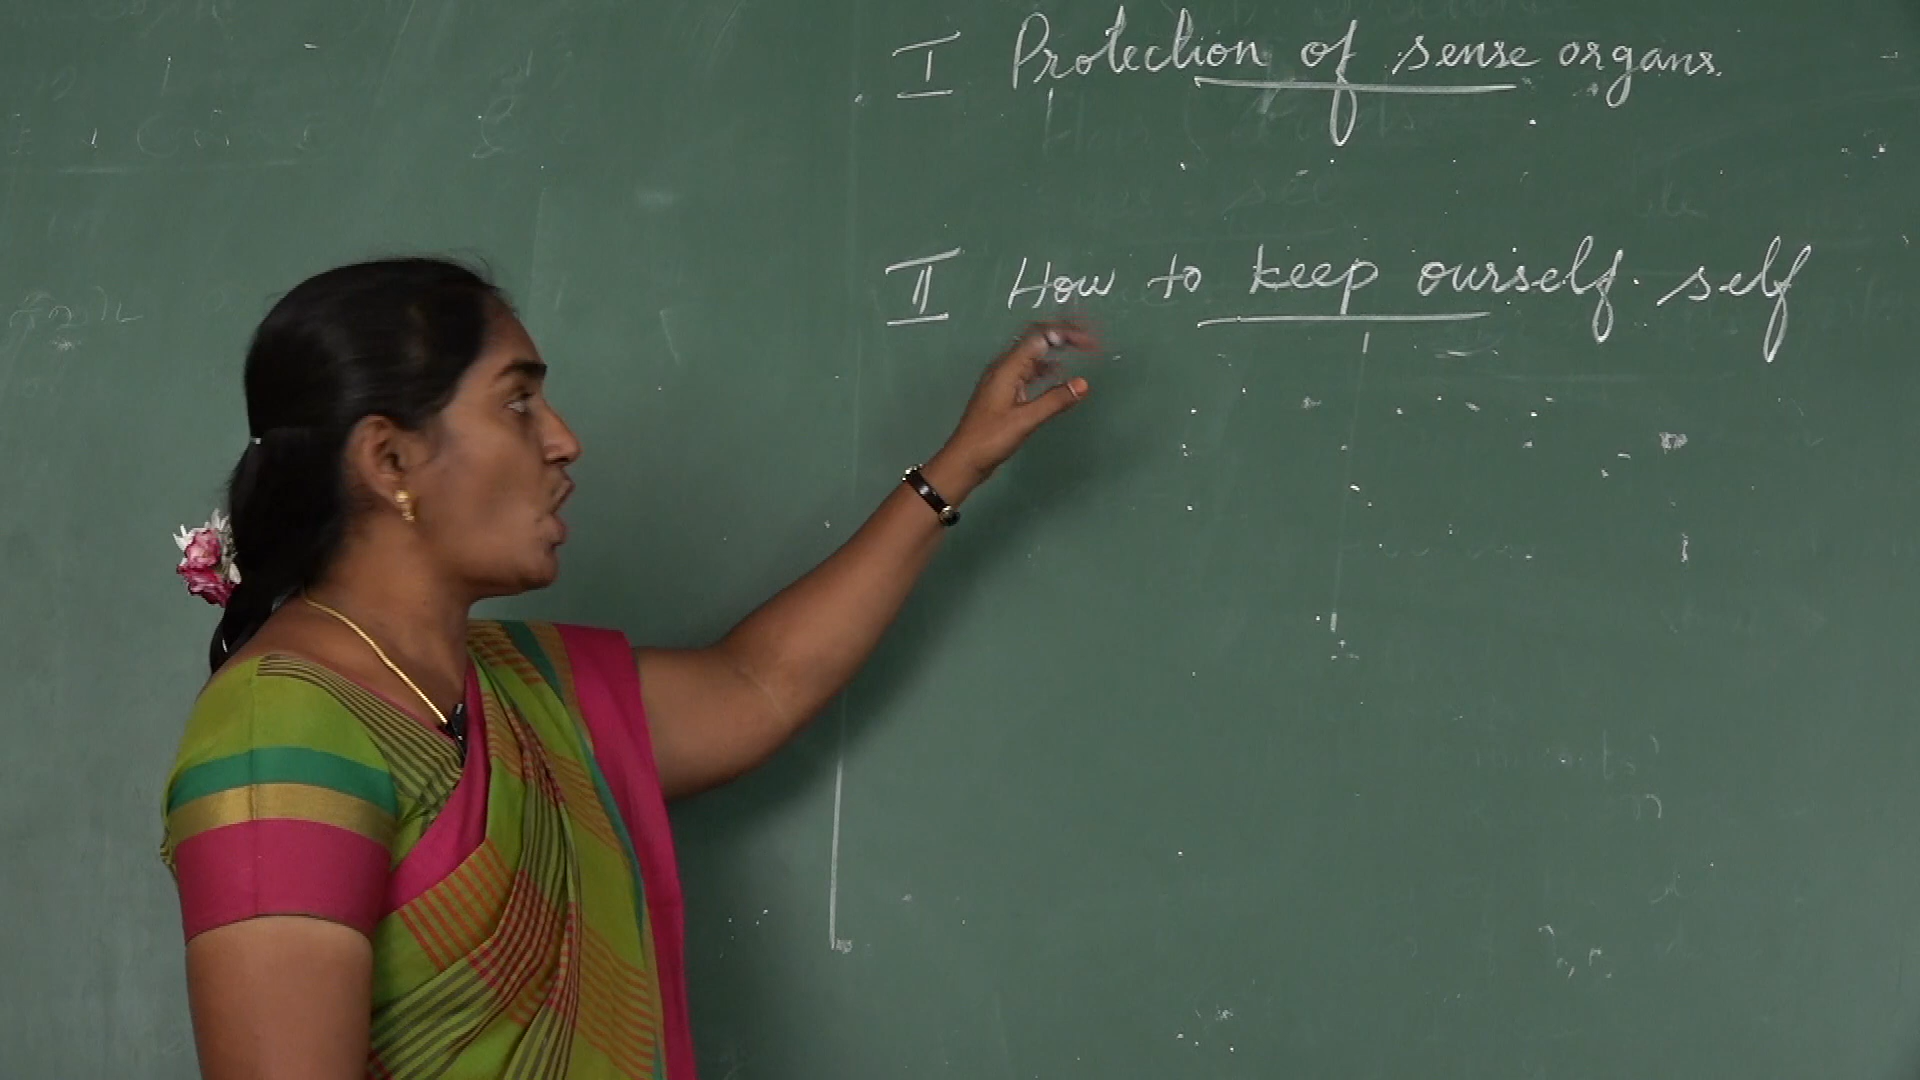 I Protection of sense organs.
II How to keep ourself. self